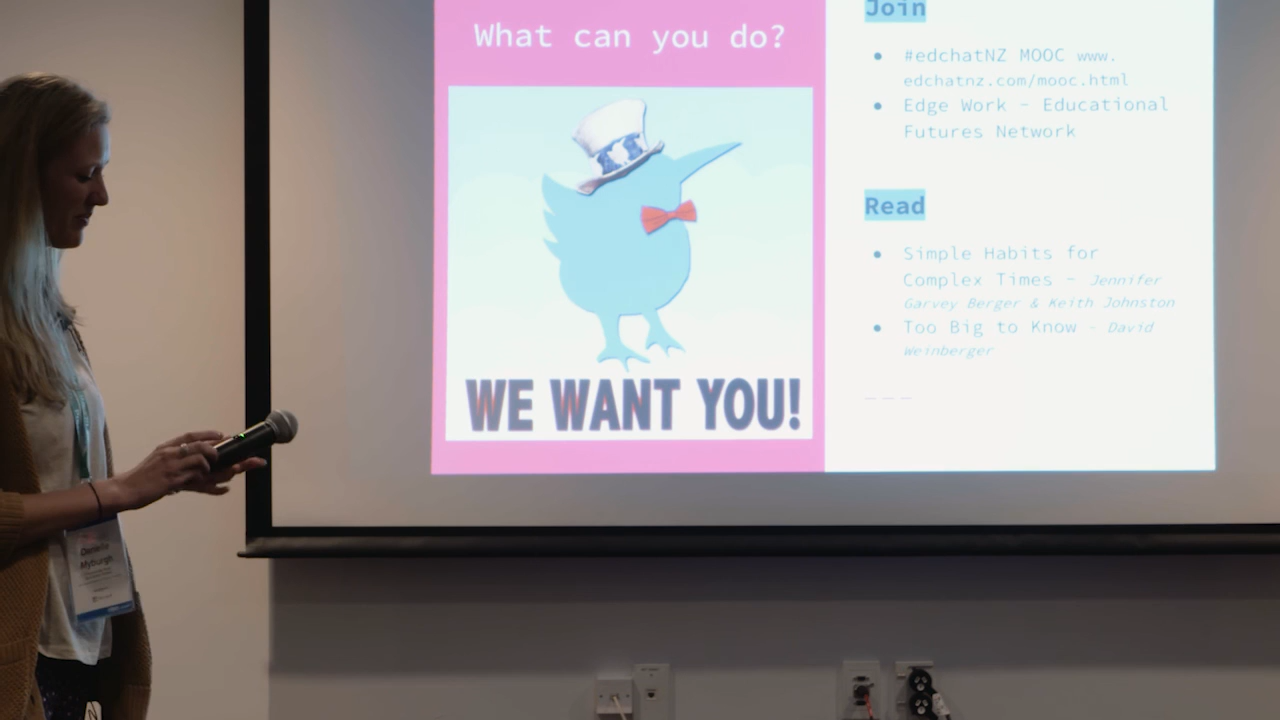 What can you do?
WE WANT YOU!
Join
#edchatNZ MOOC www.
edchatnz.com/mooc.html
Edge Work - Educational
Futures Network
Read
Simple Habits for
Complex Times - Jennifer
Garvey Berger & Keith Johnston
Too Big to Know - David
Weinberger
Myburgh